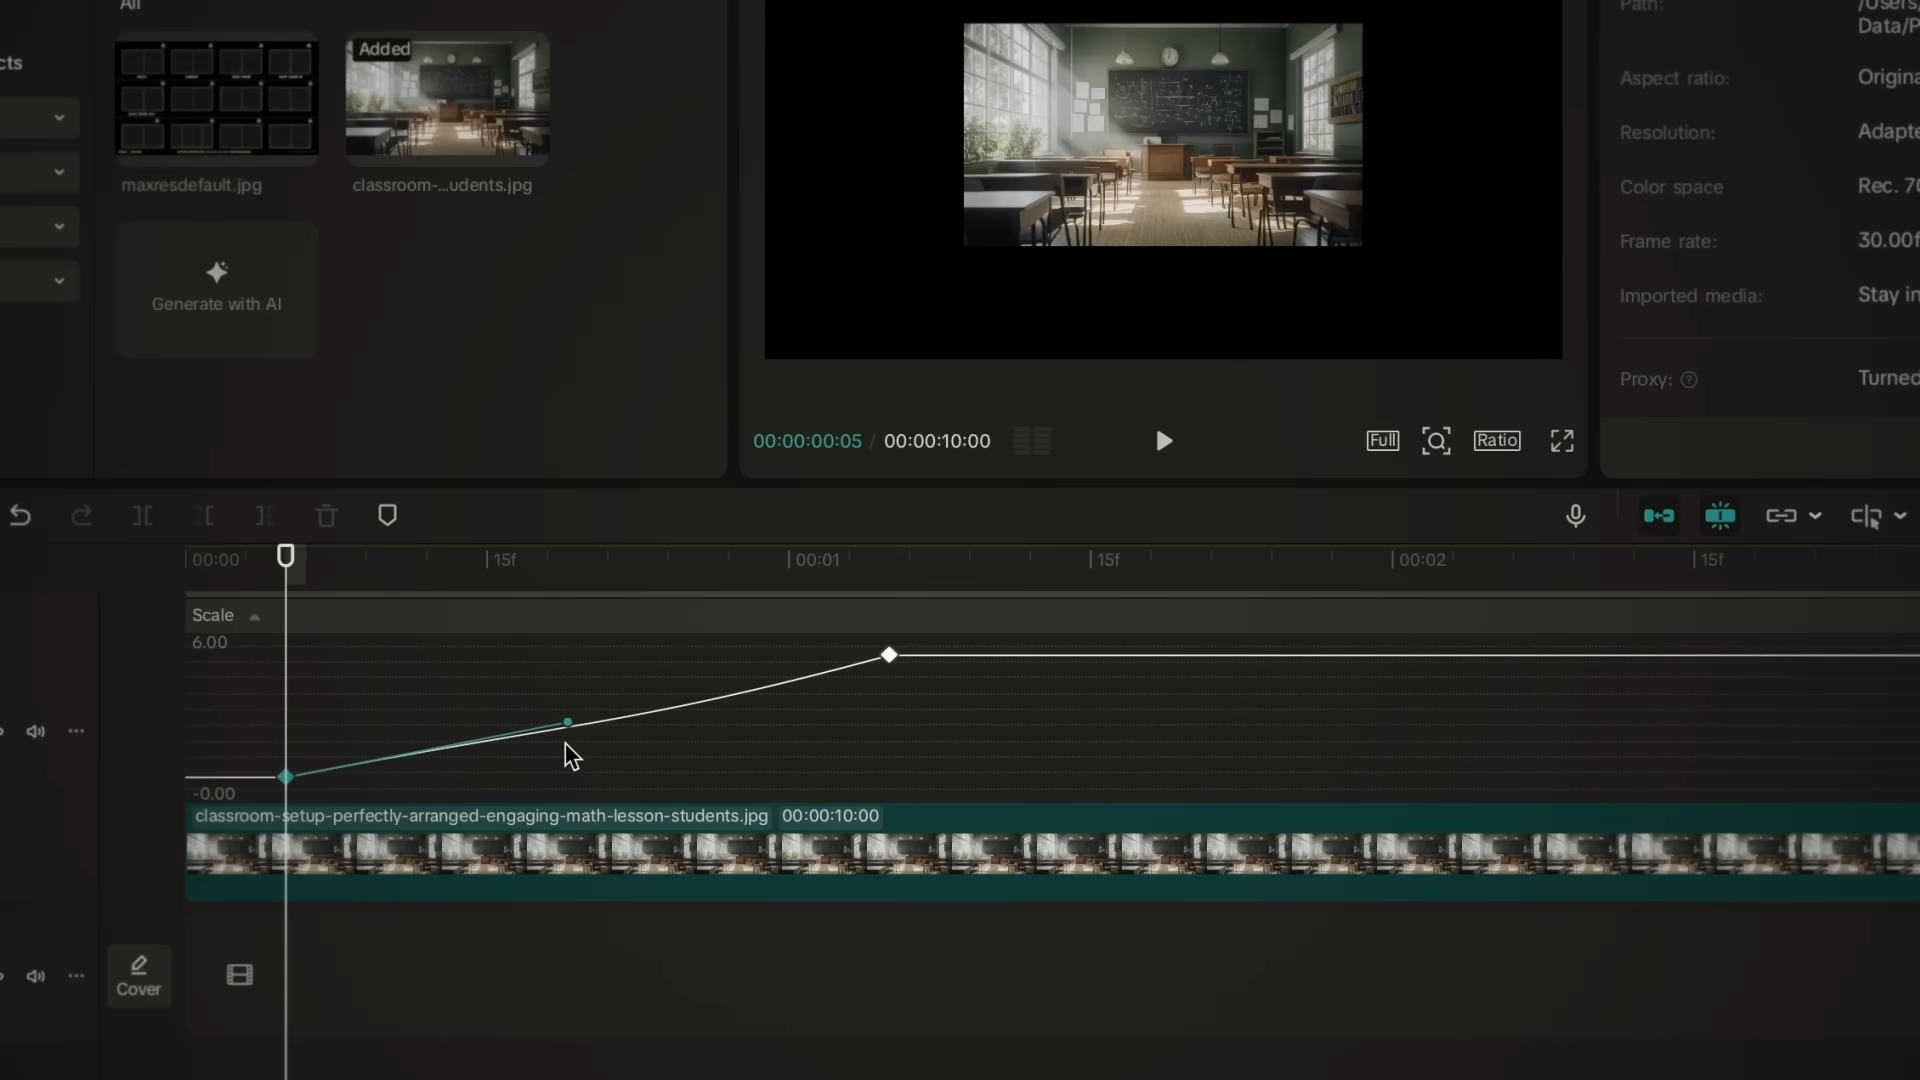 All
cts
Added
maxresdefault.jpg
classroom-...udents.jpg
Generate with AI
00:00:00:05 / 00:00:10:00
Full
Ratio
Path: /Users,
Data/P
Aspect ratio: Origina
Resolution: Adapte
Color space Rec. 70
Frame rate: 30.00f
Imported media: Stay in
Proxy: ? Turned
00:00 15f 00:01 15f 00:02 15f
Scale
6.00
-0.00
classroom-setup-perfectly-arranged-engaging-math-lesson-students.jpg 00:00:10:00
Cover